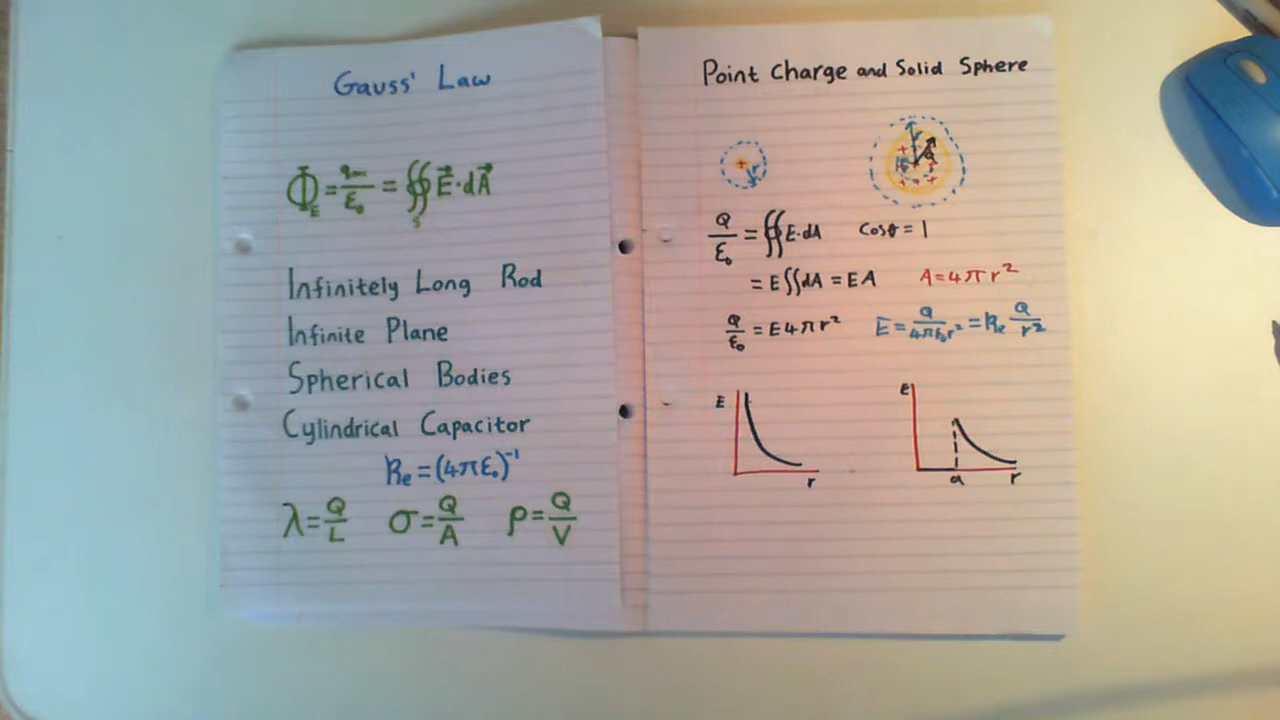 Gauss' Law
Φ_E = q_enc/ε₀ = ∯_S E⃗·dA⃗
Infinitely Long Rod
Infinite Plane
Spherical Bodies
Cylindrical Capacitor
k_e = (4πε₀)⁻¹
λ = Q/L σ = Q/A ρ = Q/V
Point Charge and Solid Sphere
+ r
+ + + + + + r a
Q/ε₀ = ∯ E·dA cosθ = 1
= E∬dA = EA A = 4πr²
Q/ε₀ = E4πr² E = Q/4πε₀r² = k_e Q/r²
E r
E a r